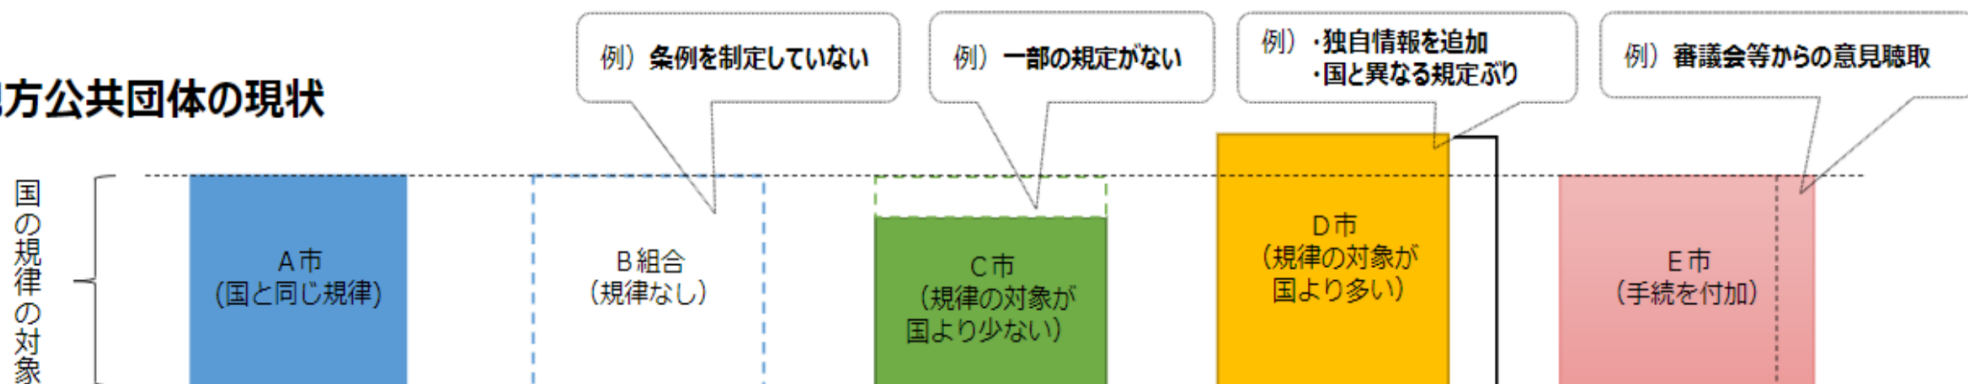 例）条例を制定していない
例）一部の規定がない
例）・独自情報を追加
・国と異なる規定ぶり
例）審議会等からの意見聴取
方公共団体の現状
国の規律の対象
A市
(国と同じ規律)
B組合
（規律なし）
C市
（規律の対象が
国より少ない）
D市
（規律の対象が
国より多い）
E市
（手続を付加）